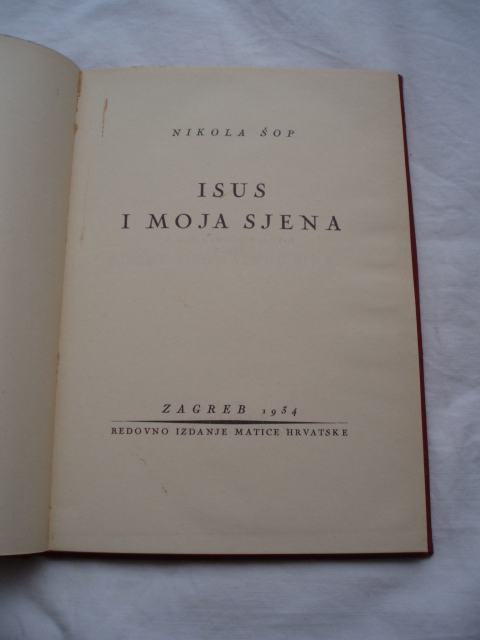 NIKOLA ŠOP
ISUS
I MOJA SJENA
ZAGREB 1934
REDOVNO IZDANJE MATICE HRVATSKE